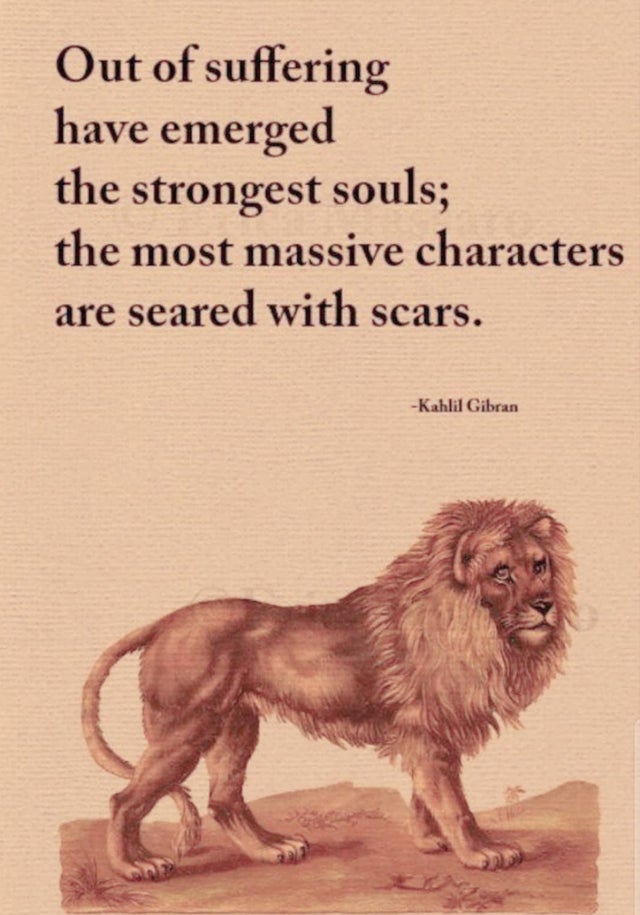 Out of suffering
have emerged
the strongest souls;
the most massive characters
are seared with scars.
-Kahlil Gibran